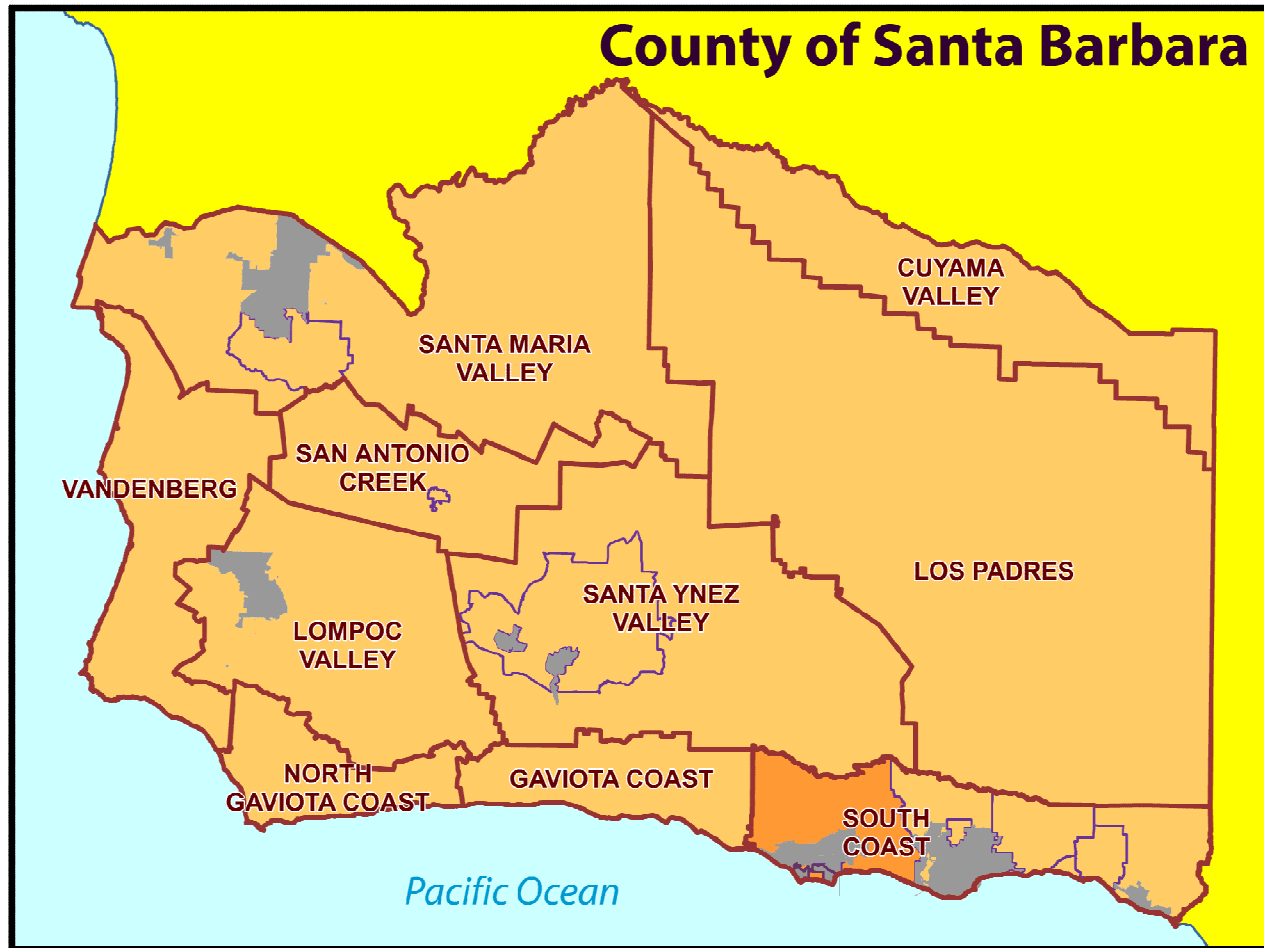 County of Santa Barbara
CUYAMA
VALLEY
SANTA MARIA
VALLEY
SAN ANTONIO
CREEK
VANDENBERG
LOS PADRES
SANTA YNEZ
VALLEY
LOMPOC
VALLEY
NORTH
GAVIOTA COAST
GAVIOTA COAST
SOUTH
COAST
Pacific Ocean